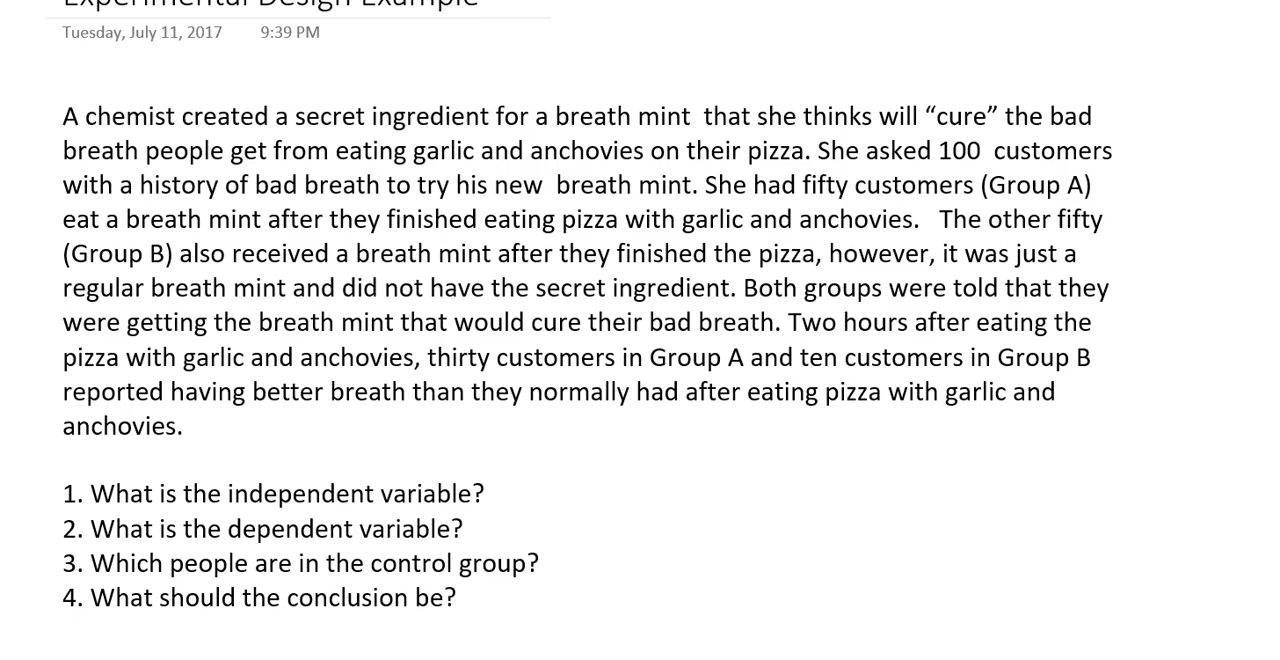 Experimental Design Example
Tuesday, July 11, 2017 9:39 PM
A chemist created a secret ingredient for a breath mint that she thinks will “cure” the bad
breath people get from eating garlic and anchovies on their pizza. She asked 100 customers
with a history of bad breath to try his new breath mint. She had fifty customers (Group A)
eat a breath mint after they finished eating pizza with garlic and anchovies. The other fifty
(Group B) also received a breath mint after they finished the pizza, however, it was just a
regular breath mint and did not have the secret ingredient. Both groups were told that they
were getting the breath mint that would cure their bad breath. Two hours after eating the
pizza with garlic and anchovies, thirty customers in Group A and ten customers in Group B
reported having better breath than they normally had after eating pizza with garlic and
anchovies.
1. What is the independent variable?
2. What is the dependent variable?
3. Which people are in the control group?
4. What should the conclusion be?